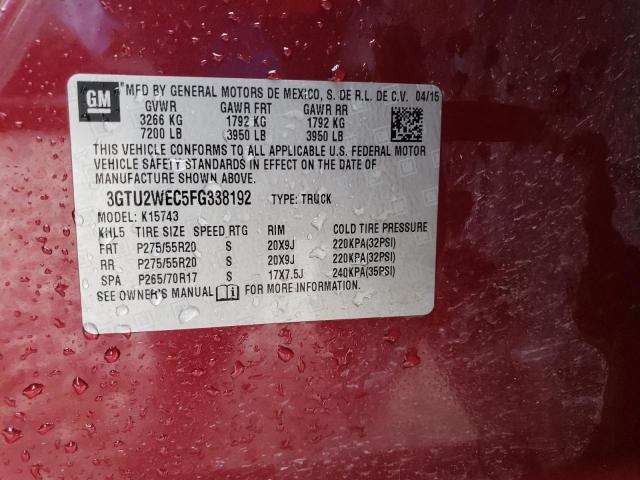 GM
MFD BY GENERAL MOTORS DE MEXICO, S. DE R.L. DE C.V. 04/15
GVWR GAWR FRT GAWR RR
3266 KG 1792 KG 1792 KG
7200 LB 3950 LB 3950 LB
THIS VEHICLE CONFORMS TO ALL APPLICABLE U.S. FEDERAL MOTOR
VEHICLE SAFETY STANDARDS IN EFFECT ON THE DATE OF
MANUFACTURE SHOWN ABOVE.
3GTU2WEC5FG338192 TYPE: TRUCK
MODEL: K15743
KHL5 TIRE SIZE SPEED RTG RIM COLD TIRE PRESSURE
FRT P275/55R20 S 20X9J 220KPA(32PSI)
RR P275/55R20 S 20X9J 220KPA(32PSI)
SPA P265/70R17 S 17X7.5J 240KPA(35PSI)
SEE OWNER'S MANUAL FOR MORE INFORMATION.